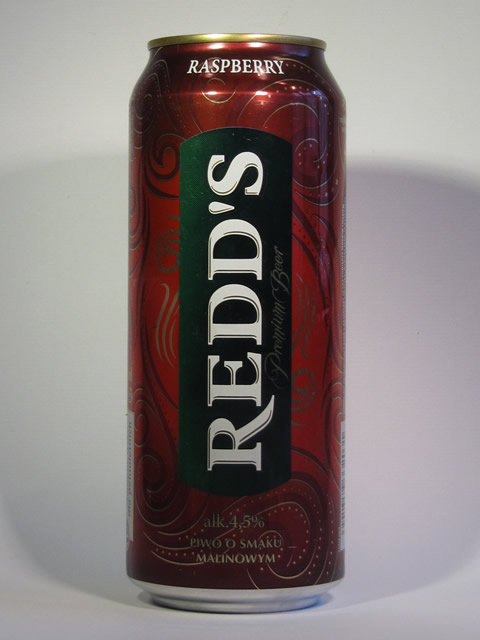 RASPBERRY
REDD'S
Premium Beer
alk.4,5%
PIWO O SMAKU
MALINOWYM